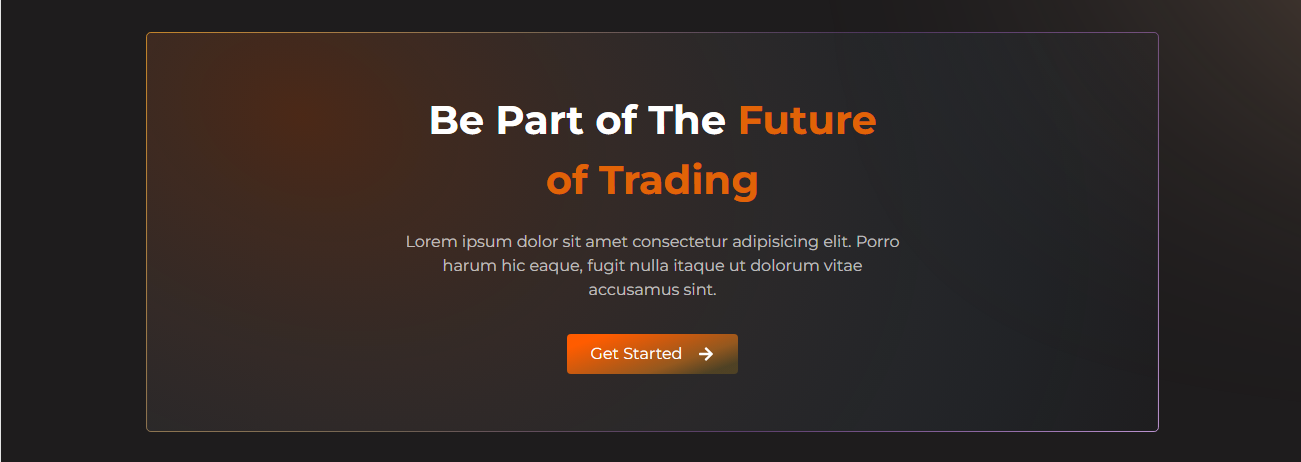 Be Part of The Future
of Trading
Lorem ipsum dolor sit amet consectetur adipisicing elit. Porro
harum hic eaque, fugit nulla itaque ut dolorum vitae
accusamus sint.
Get Started